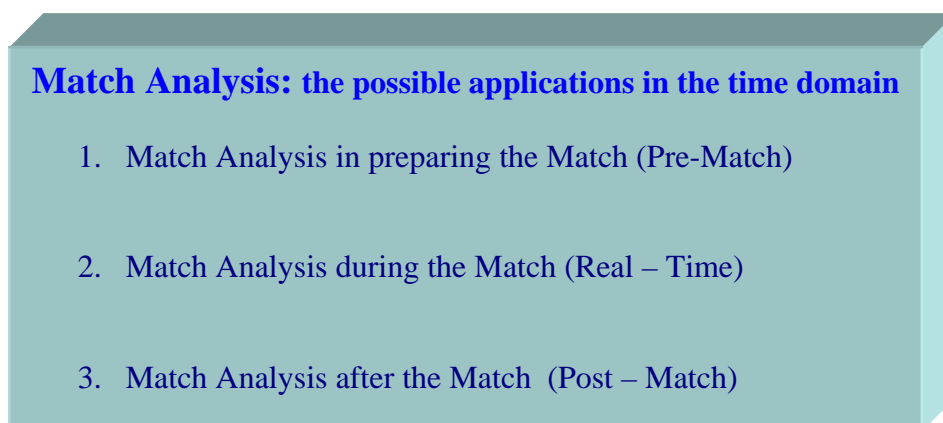 Match Analysis: the possible applications in the time domain
1. Match Analysis in preparing the Match (Pre-Match)
2. Match Analysis during the Match (Real – Time)
3. Match Analysis after the Match (Post – Match)